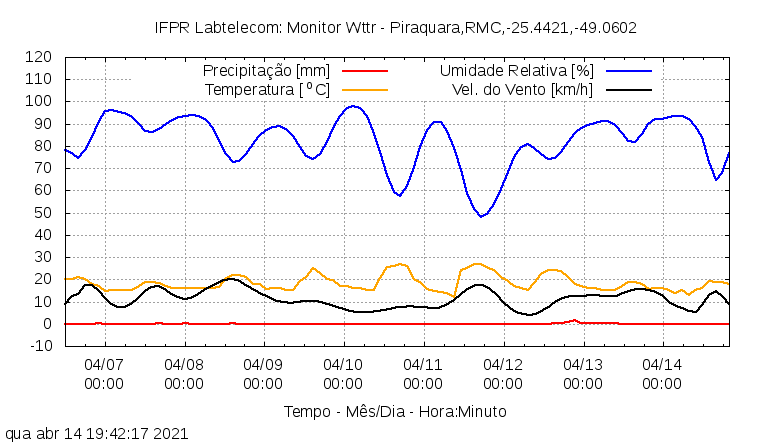 IFPR Labtelecom: Monitor Wttr - Piraquara,RMC,-25.4421,-49.0602
120
110
100
90
80
70
60
50
40
30
20
10
0
-10
Precipitação [mm]
Temperatura [ ⁰C]
Umidade Relativa [%]
Vel. do Vento [km/h]
04/07 04/08 04/09 04/10 04/11 04/12 04/13 04/14
00:00 00:00 00:00 00:00 00:00 00:00 00:00 00:00
Tempo - Mês/Dia - Hora:Minuto
qua abr 14 19:42:17 2021